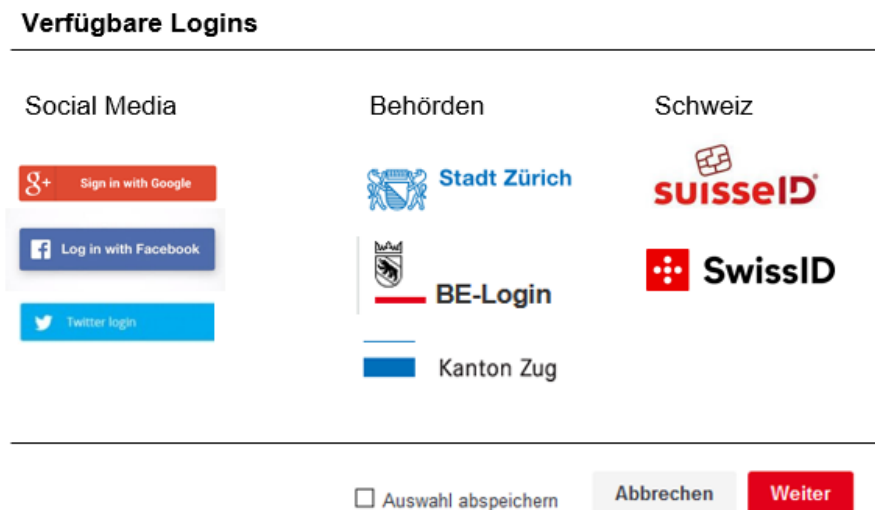 Verfügbare Logins
Social Media
g+ Sign in with Google
Log in with Facebook
Twitter login
Behörden
Stadt Zürich
BE-Login
Kanton Zug
Schweiz
suisseID
SwissID
Auswahl abspeichern
Abbrechen
Weiter